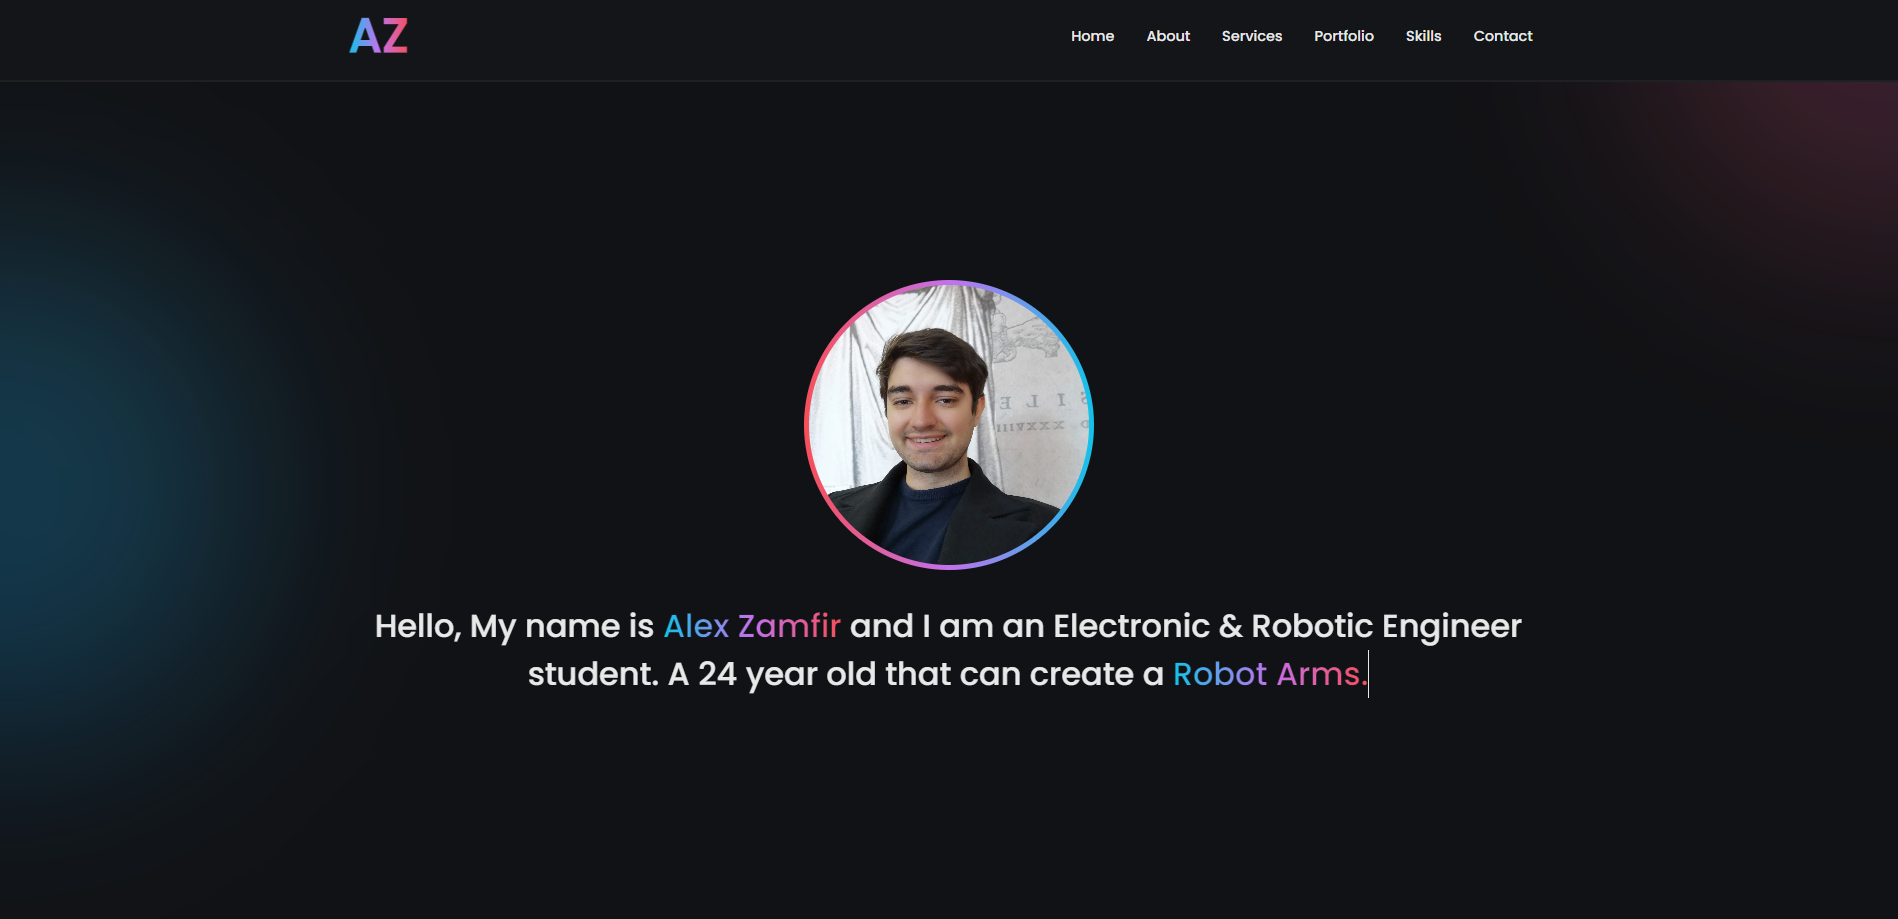 AZ
Home About Services Portfolio Skills Contact
Hello, My name is Alex Zamfir and I am an Electronic & Robotic Engineer
student. A 24 year old that can create a Robot Arms.